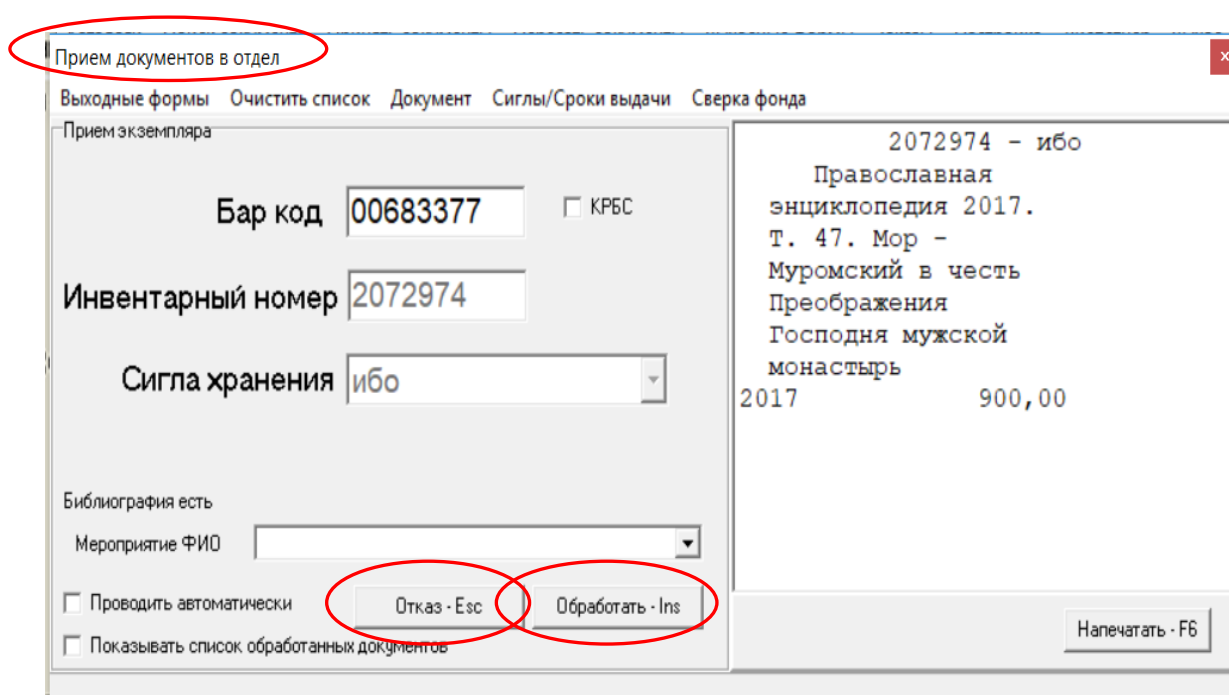 Прием документов в отдел
Выходные формы Очистить список Документ Сиглы/Сроки выдачи Сверка фонда
Прием экземпляра
Бар код 00683377 КРБС
Инвентарный номер 2072974
Сигла хранения ибо
Библиография есть
Мероприятие ФИО
Проводить автоматически Отказ - Esc Обработать - Ins
Показывать список обработанных документов
2072974 - ибо
Православная
энциклопедия 2017.
Т. 47. Мор -
Муромский в честь
Преображения
Господня мужской
монастырь
2017 900,00
Напечатать - F6